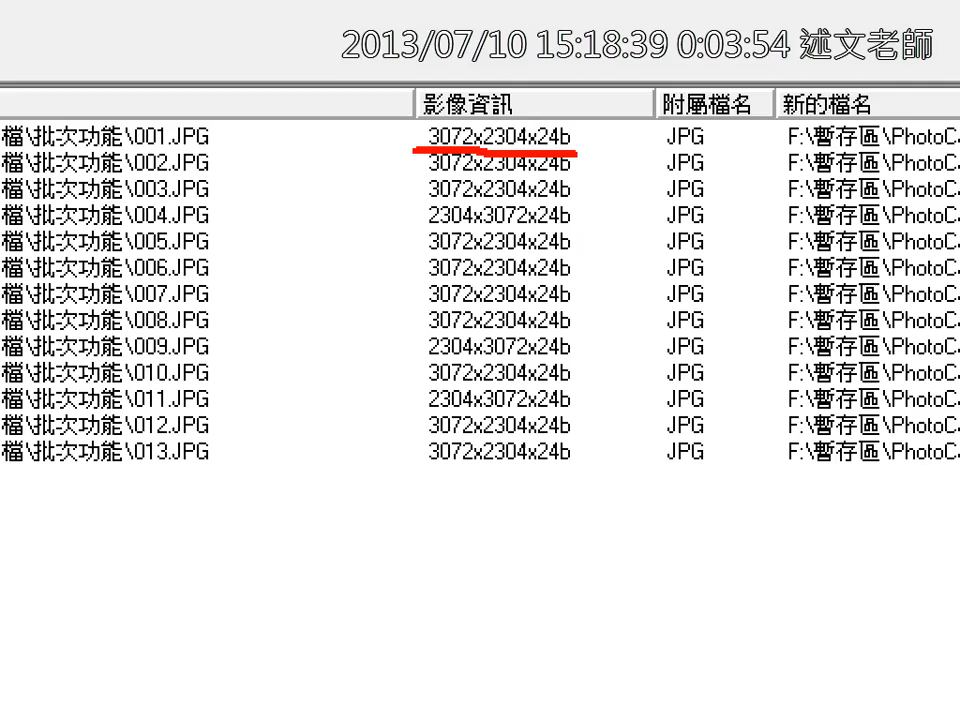 2013/07/10 15:18:39 0:03:54 述文老師
影像資訊 附屬檔名 新的檔名
檔\批次功能\001.JPG 3072x2304x24b JPG F:\暫存區\PhotoC
檔\批次功能\002.JPG 3072x2304x24b JPG F:\暫存區\PhotoC
檔\批次功能\003.JPG 3072x2304x24b JPG F:\暫存區\PhotoC
檔\批次功能\004.JPG 2304x3072x24b JPG F:\暫存區\PhotoC
檔\批次功能\005.JPG 3072x2304x24b JPG F:\暫存區\PhotoC
檔\批次功能\006.JPG 3072x2304x24b JPG F:\暫存區\PhotoC
檔\批次功能\007.JPG 3072x2304x24b JPG F:\暫存區\PhotoC
檔\批次功能\008.JPG 3072x2304x24b JPG F:\暫存區\PhotoC
檔\批次功能\009.JPG 2304x3072x24b JPG F:\暫存區\PhotoC
檔\批次功能\010.JPG 3072x2304x24b JPG F:\暫存區\PhotoC
檔\批次功能\011.JPG 2304x3072x24b JPG F:\暫存區\PhotoC
檔\批次功能\012.JPG 3072x2304x24b JPG F:\暫存區\PhotoC
檔\批次功能\013.JPG 3072x2304x24b JPG F:\暫存區\PhotoC